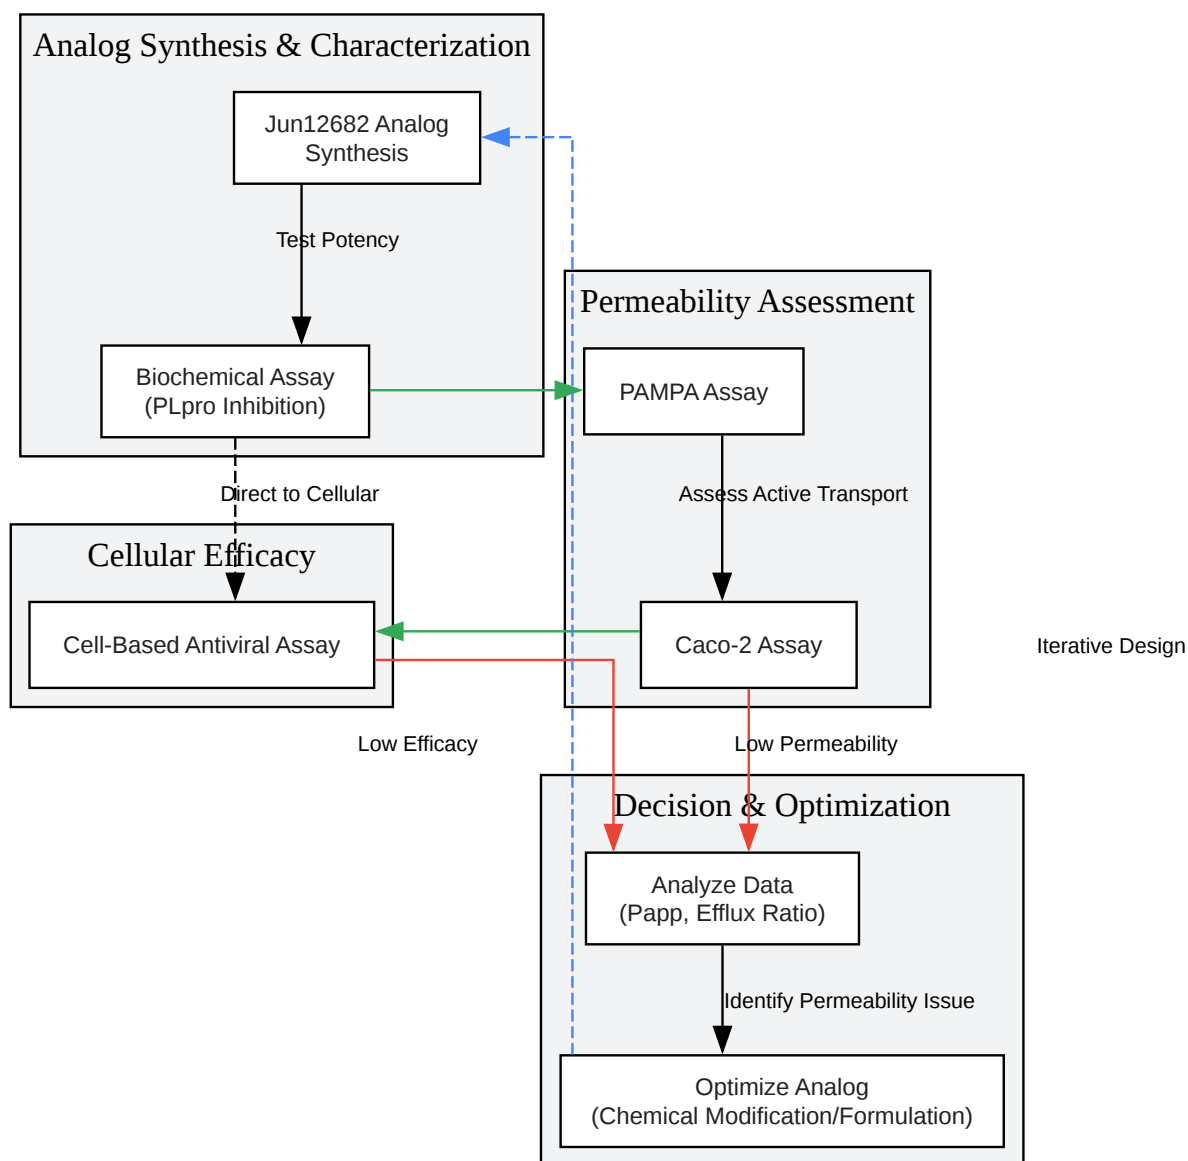 Analog Synthesis & Characterization
Jun12682 Analog
Synthesis
Test Potency
Biochemical Assay
(PLpro Inhibition)
Direct to Cellular
Permeability Assessment
PAMPA Assay
Assess Active Transport
Caco-2 Assay
Cellular Efficacy
Cell-Based Antiviral Assay
Iterative Design
Low Efficacy
Low Permeability
Decision & Optimization
Analyze Data
(Papp, Efflux Ratio)
Identify Permeability Issue
Optimize Analog
(Chemical Modification/Formulation)